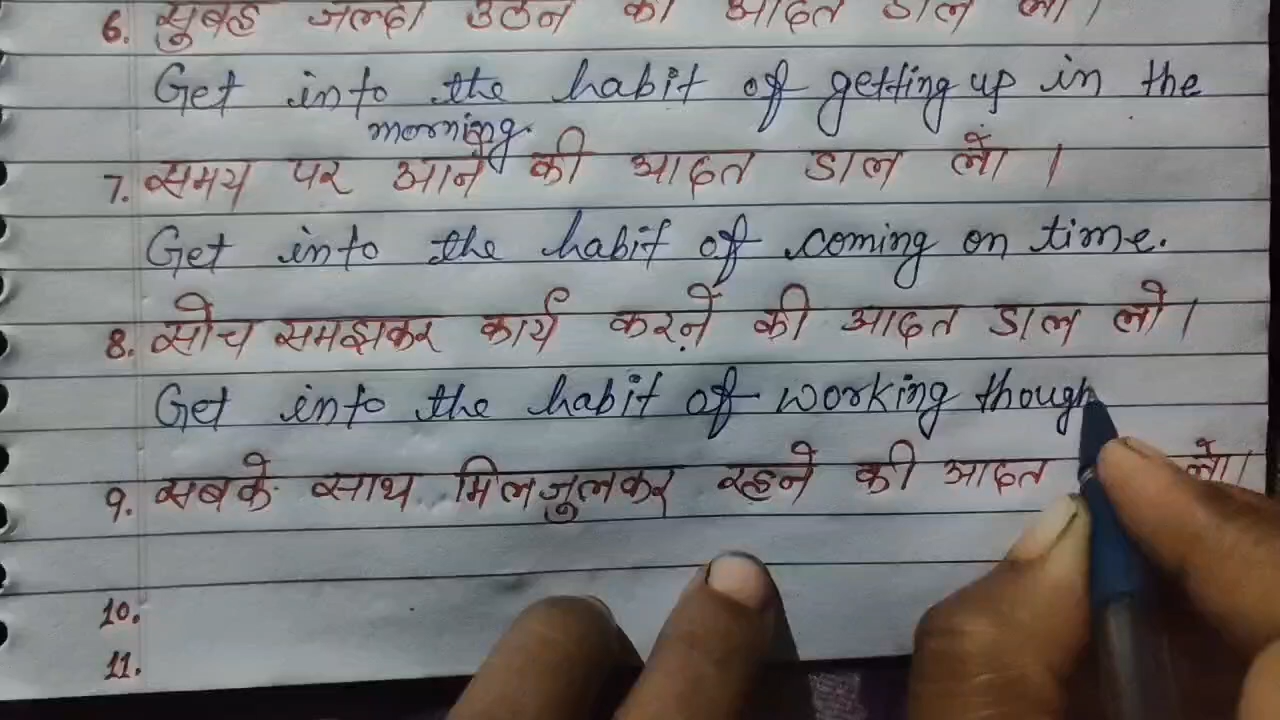 6. सुबह जल्दी उठने की आदत डाल लो।
Get into the habit of getting up in the
morning.
7. समय पर आने की आदत डाल लो।
Get into the habit of coming on time.
8. सोच समझकर कार्य करने की आदत डाल लो।
Get into the habit of working though
9. सबके साथ मिलजुलकर रहने की आदत लो।
10.
11.